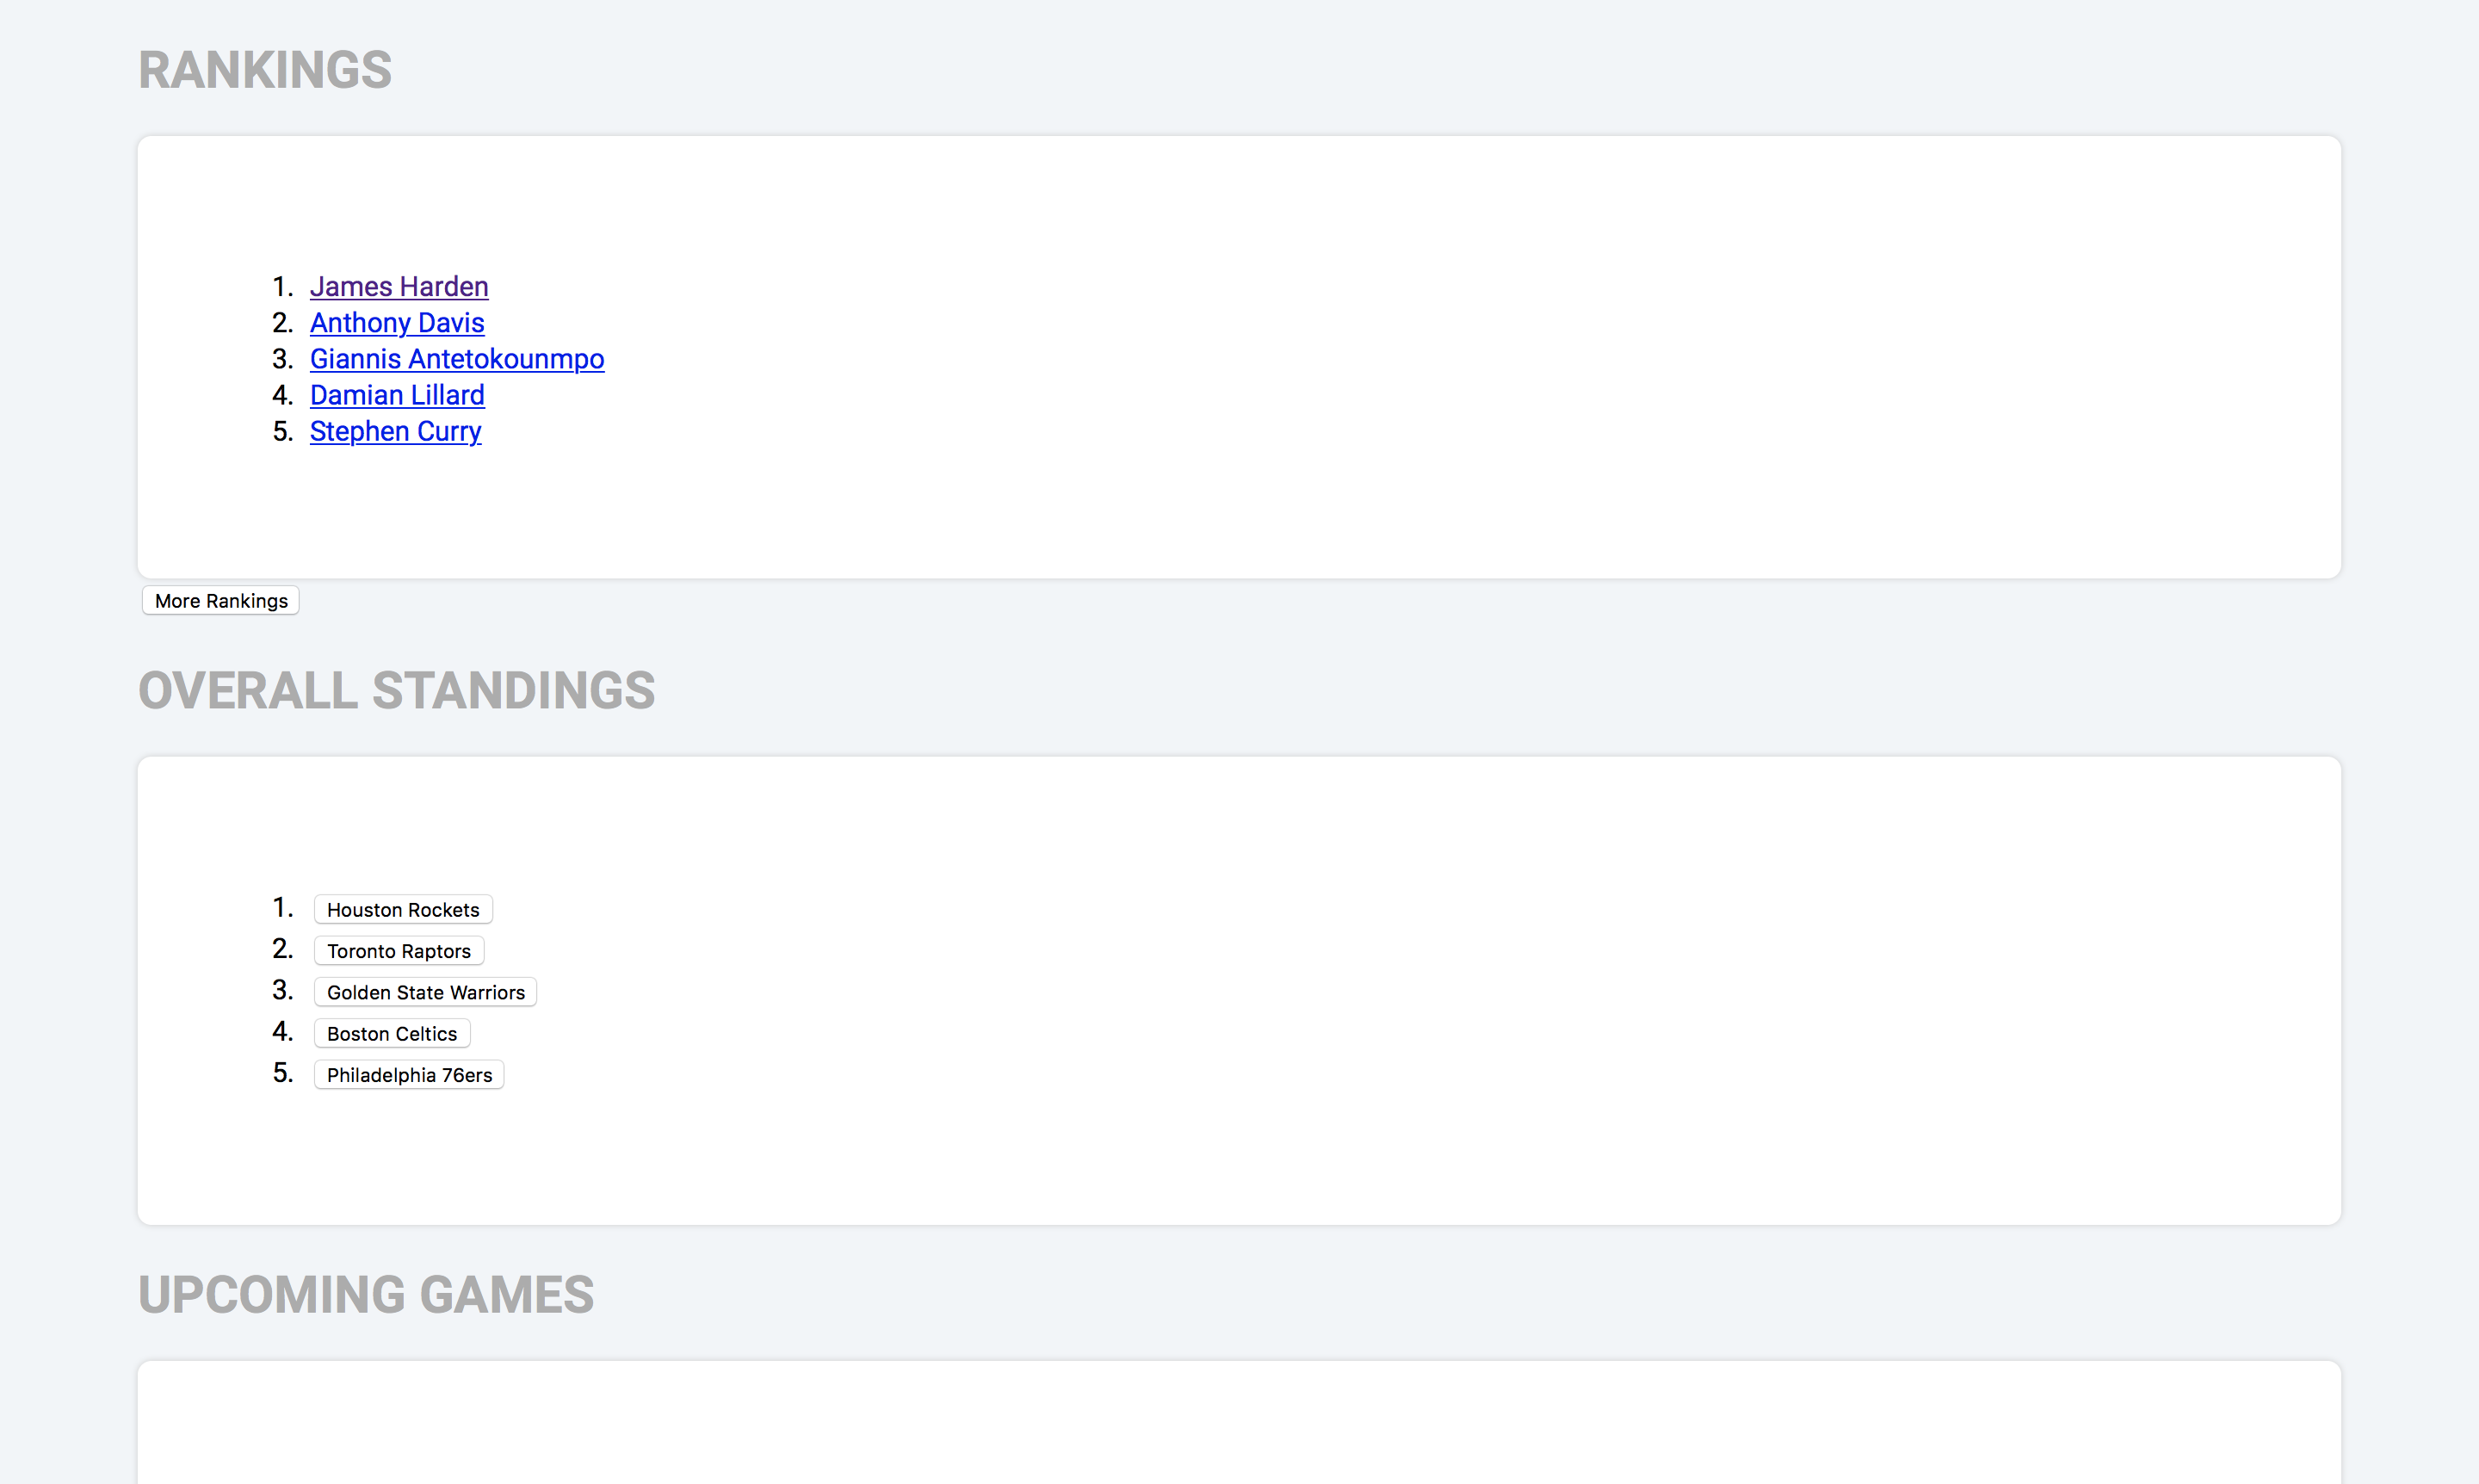 RANKINGS
1. James Harden
2. Anthony Davis
3. Giannis Antetokounmpo
4. Damian Lillard
5. Stephen Curry
More Rankings
OVERALL STANDINGS
1. Houston Rockets
2. Toronto Raptors
3. Golden State Warriors
4. Boston Celtics
5. Philadelphia 76ers
UPCOMING GAMES